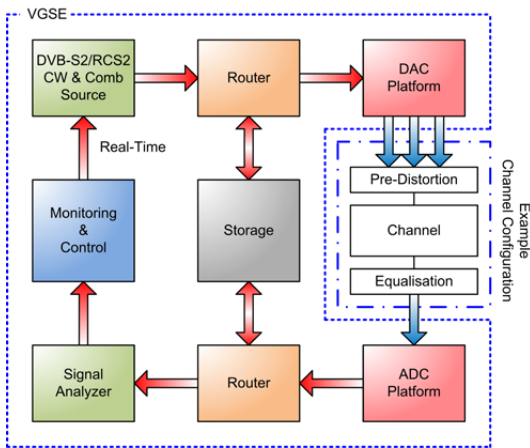 VGSE
DVB-S2/RCS2
CW & Comb
Source
Router
DAC
Platform
Real-Time
Pre-Distortion
Monitoring
&
Control
Storage
Channel
Equalisation
Example
Channel Configuration
Signal
Analyzer
Router
ADC
Platform